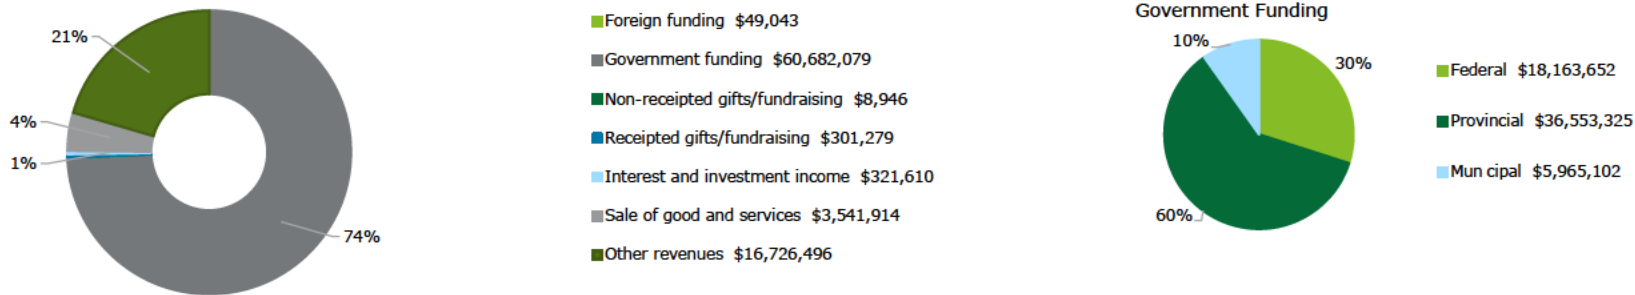 21%
4%
1%
74%
Foreign funding $49,043
Government funding $60,682,079
Non-receipted gifts/fundraising $8,946
Receipted gifts/fundraising $301,279
Interest and investment income $321,610
Sale of good and services $3,541,914
Other revenues $16,726,496
Government Funding
10%
30%
60%
Federal $18,163,652
Provincial $36,553,325
Mun cipal $5,965,102